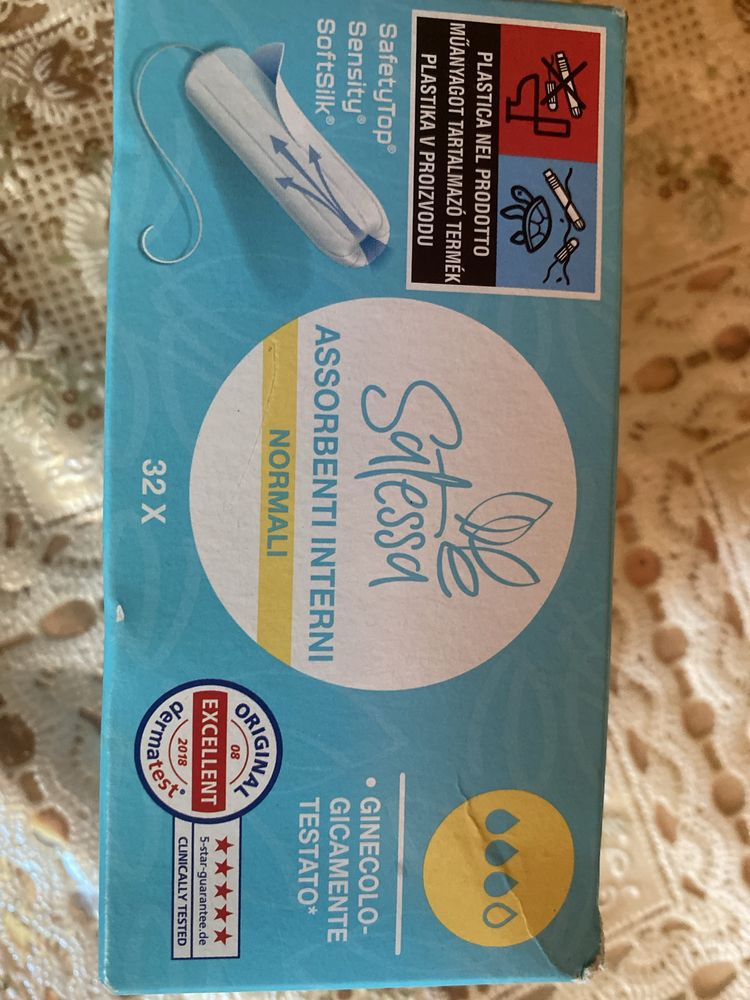 SafetyTop®
Sensity®
SoftSilk®
PLASTICA NEL PRODOTTO
MŰANYAGOT TARTALMAZÓ TERMÉK
PLASTIKA V PROIZVODU
Satessa
ASSORBENTI INTERNI
NORMALI
32 X
ORIGINAL
08
EXCELLENT
2018
dermatest®
5-star-guarantee.de
CLINICALLY TESTED
• GINECOLO-
GICAMENTE
TESTATO*